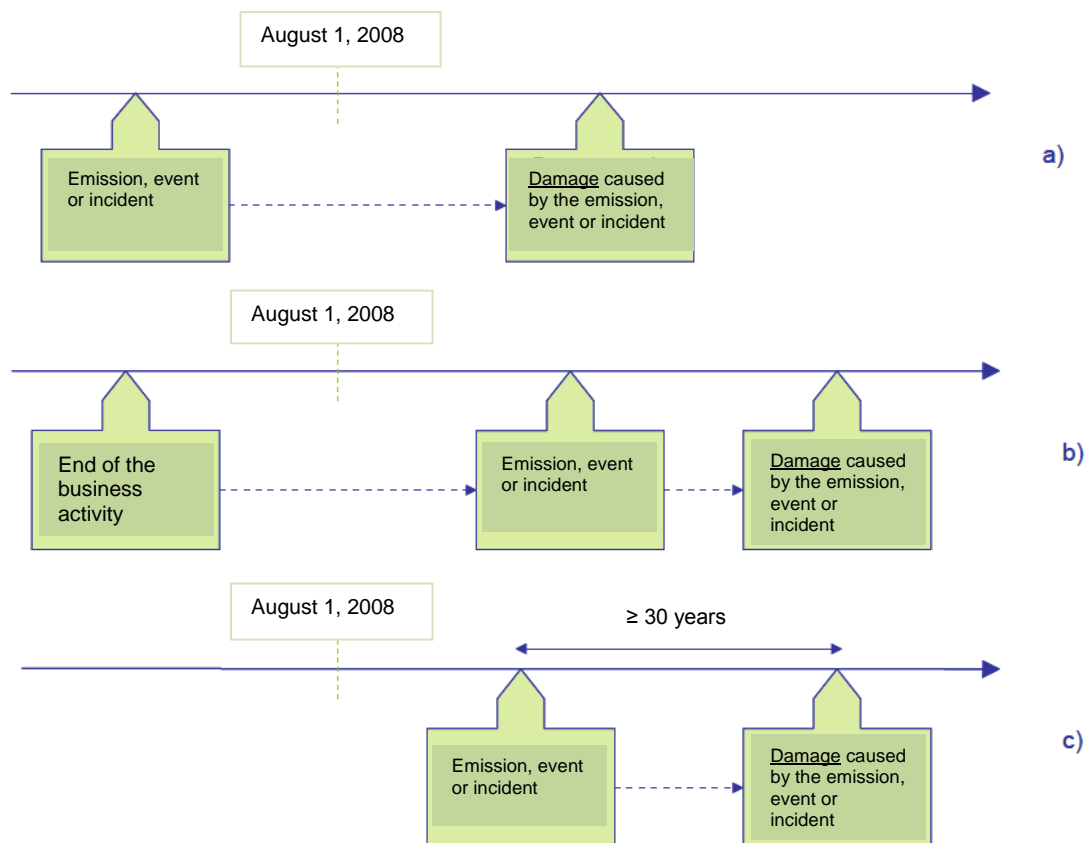 August 1, 2008
a)
Emission, event
or incident
Damage caused
by the emission,
event or incident
August 1, 2008
b)
End of the
business
activity
Emission, event
or incident
Damage caused
by the emission,
event or
incident
August 1, 2008
≥ 30 years
c)
Emission, event
or incident
Damage caused
by the emission,
event or
incident